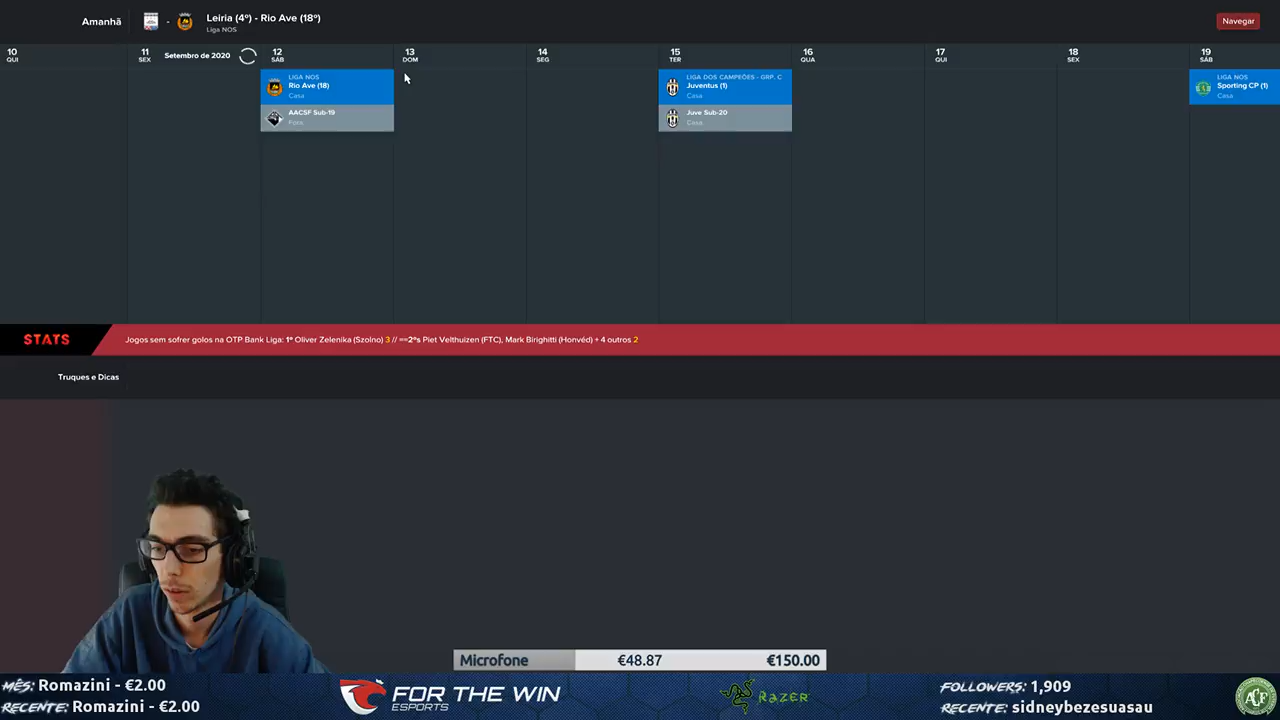 Amanhã
Leiria (4º) - Rio Ave (18º)
Liga NOS
Navegar
10
QUI
11
SEX
Setembro de 2020
12
SÁB
13
DOM
14
SEG
15
TER
16
QUA
17
QUI
18
SEX
19
SÁB
LIGA NOS
Rio Ave (18)
Casa
AACSF Sub-19
Fora
LIGA DOS CAMPEÕES - GRP. C
Juventus (1)
Casa
Juve Sub-20
Casa
LIGA NOS
Sporting CP (1)
Casa
STATS
Jogos sem sofrer golos na OTP Bank Liga: 1º Oliver Zelenika (Szolno) 3 // ==2ºs Piet Velthuizen (FTC), Mark Birighitti (Honvéd) + 4 outros 2
Truques e Dicas
Microfone €48.87 €150.00
MÊS: Romazini - €2.00
RECENTE: Romazini - €2.00
FOR THE WIN
ESPORTS
RAZER
FOLLOWERS: 1,909
RECENTE: sidneybezesuasau
ACF